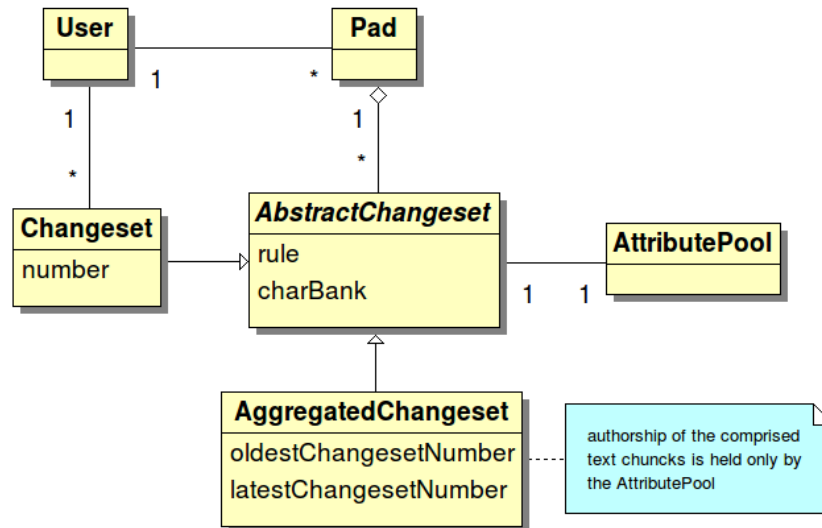 User
Pad
1
*
1
1
*
*
Changeset
number
AbstractChangeset
rule
charBank
AttributePool
1
1
AggregatedChangeset
oldestChangesetNumber
latestChangesetNumber
authorship of the comprised
text chuncks is held only by
the AttributePool